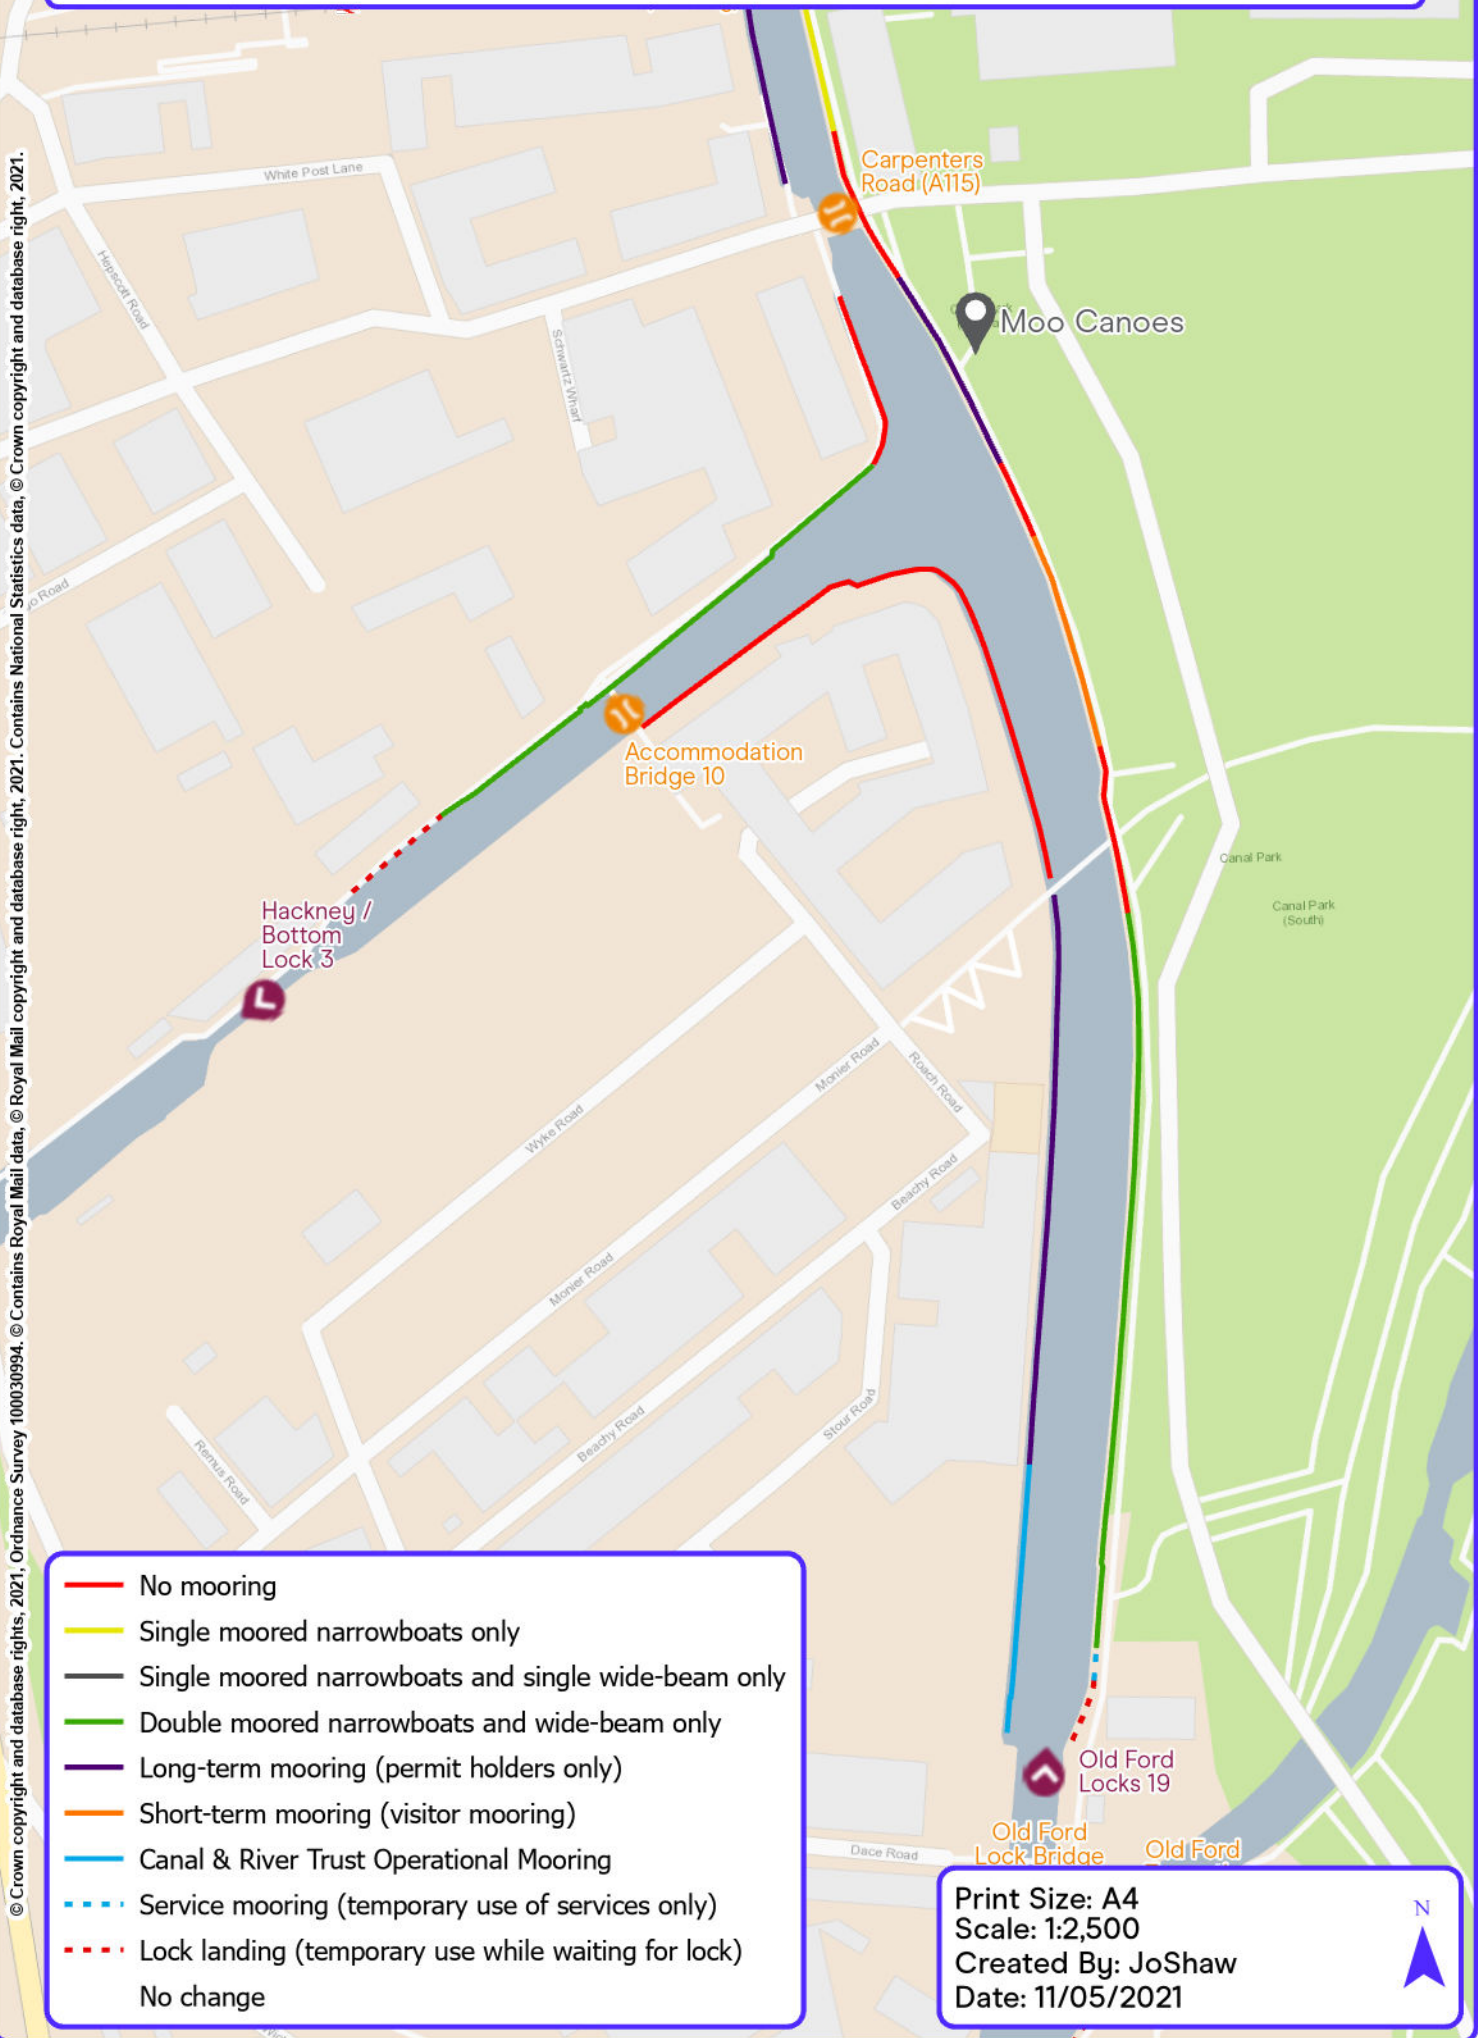 © Crown copyright and database rights, 2021, Ordnance Survey 100030994. © Contains Royal Mail data, © Royal Mail copyright and database right, 2021. Contains National Statistics data, © Crown copyright and database right, 2021.
White Post Lane
Carpenters
Road (A115)
Hepscott Road
Moo Canoes
Schwartz Wharf
Road
Accommodation
Bridge 10
Canal Park
Canal Park
(South)
Hackney /
Bottom
Lock 3
Monier Road
Roach Road
Wyke Road
Beachy Road
Monier Road
Stour Road
Beachy Road
Remus Road
No mooring
Single moored narrowboats only
Single moored narrowboats and single wide-beam only
Double moored narrowboats and wide-beam only
Long-term mooring (permit holders only)
Short-term mooring (visitor mooring)
Canal & River Trust Operational Mooring
Service mooring (temporary use of services only)
Lock landing (temporary use while waiting for lock)
No change
Old Ford
Locks 19
Old Ford
Lock Bridge
Old Ford
Dace Road
Print Size: A4
Scale: 1:2,500
Created By: JoShaw
Date: 11/05/2021
N